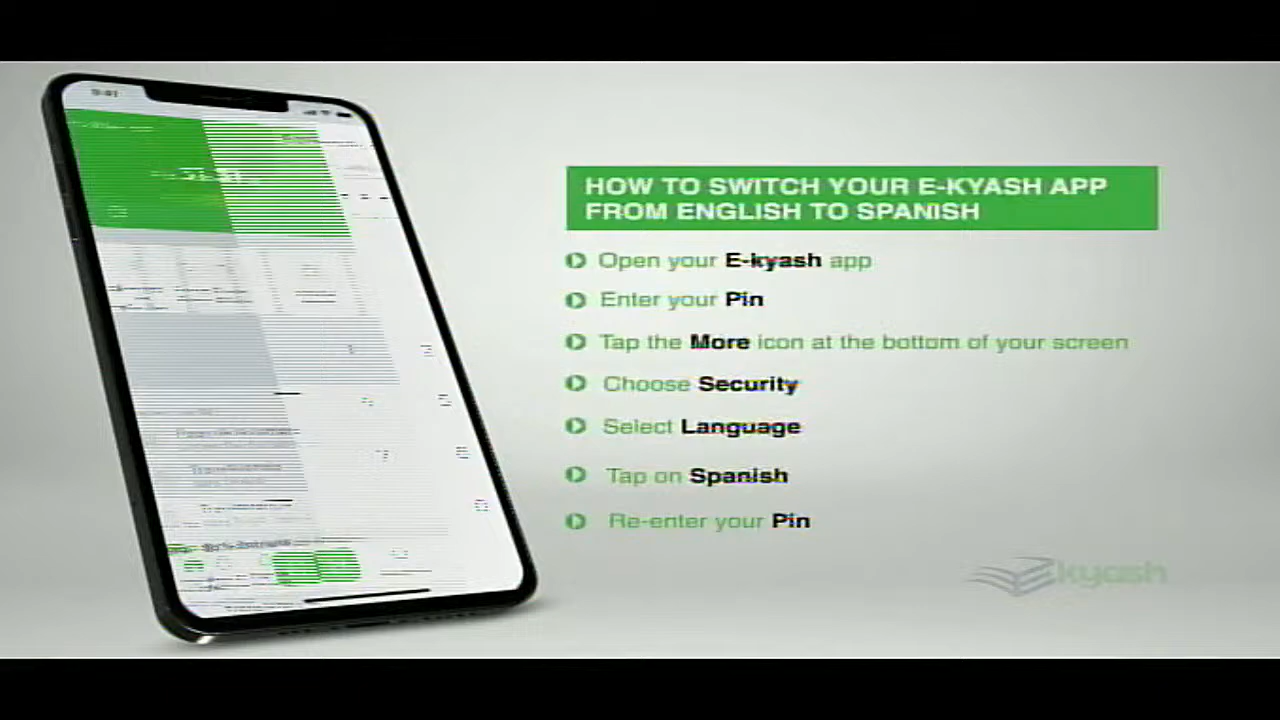 9:41
HOW TO SWITCH YOUR E-KYASH APP
FROM ENGLISH TO SPANISH
Open your E-kyash app
Enter your Pin
Tap the More icon at the bottom of your screen
Choose Security
Select Language
Tap on Spanish
Re-enter your Pin
kyash